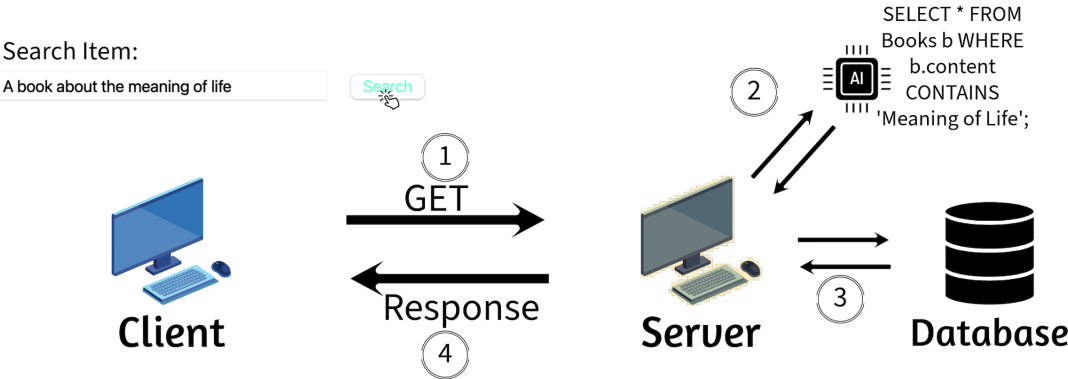 Search Item:
A book about the meaning of life
Search
1
GET
Response
4
Client
2
AI
SELECT * FROM
Books b WHERE
b.content
CONTAINS
'Meaning of Life';
3
Server
Database